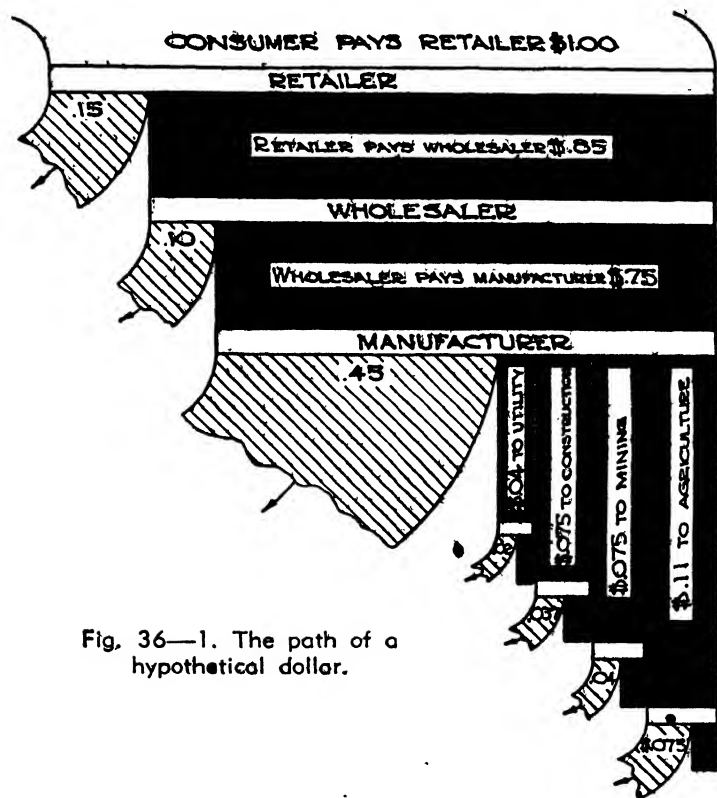 CONSUMER PAYS RETAILER $1.00
RETAILER
.15
RETAILER PAYS WHOLESALER $.85
WHOLESALER
.10
WHOLESALER PAYS MANUFACTURER $.75
MANUFACTURER
.45
$.04 TO UTILITY
$.075 TO CONSTRUCTION
$.075 TO MINING
$.11 TO AGRICULTURE
$.075
Fig. 36—1. The path of a
hypothetical dollar.